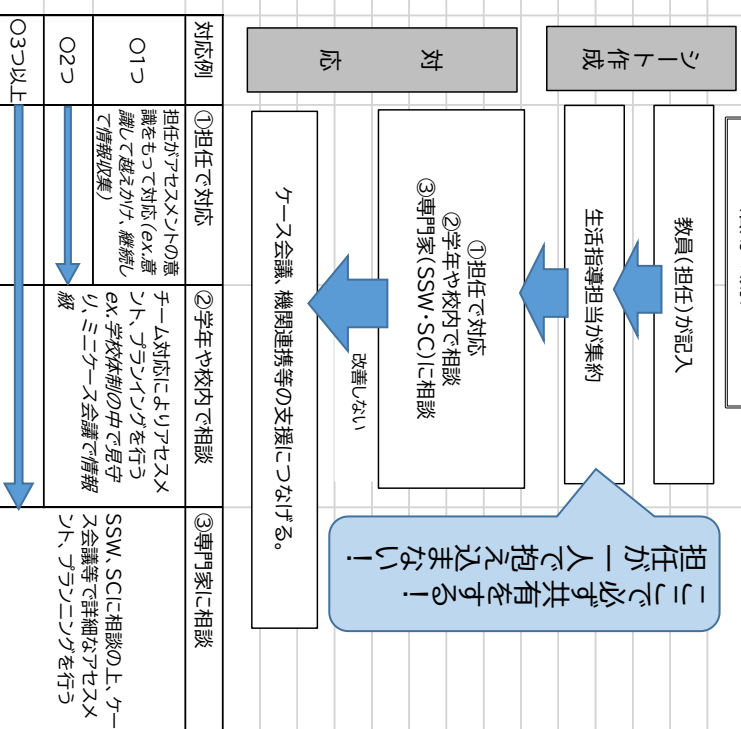 シート作成
教員(担任)が記入
生活指導担当が集約
ここで必ず共有をする!
担任が一人で抱え込まない!
対応
①担任で対応
②学年や校内で相談
③専門家(SSW・SC)に相談
改善しない
ケース会議、機関連携等の支援につなげる。
対応例
①担任で対応
②学年や校内で相談
③専門家に相談
〇1つ
担任がアセスメントの意
識をもって対応(ex.意
識して越えかけ、継続し
て情報収集)
〇2つ
チーム対応によりアセスメ
ント、プランイングを行う
ex.学校体制の中で見守
り、ミニケース会議で情報
級
〇3つ以上
SSW、SCに相談の上、ケー
ス会議等で詳細なアセスメ
ント、プランニングを行う